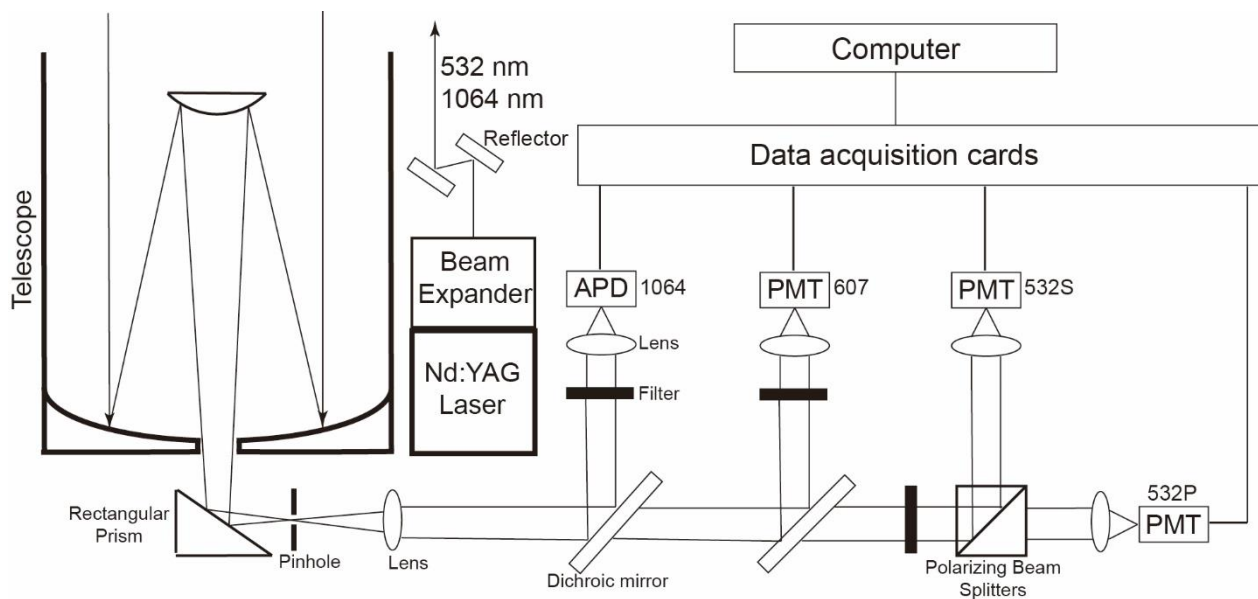 Computer
532 nm
1064 nm
Reflector
Data acquisition cards
Telescope
Beam
Expander
APD
1064
PMT
607
PMT
532S
Lens
Nd:YAG
Laser
Filter
Rectangular
Prism
Pinhole
Lens
Dichroic mirror
Polarizing Beam
Splitters
532P
PMT